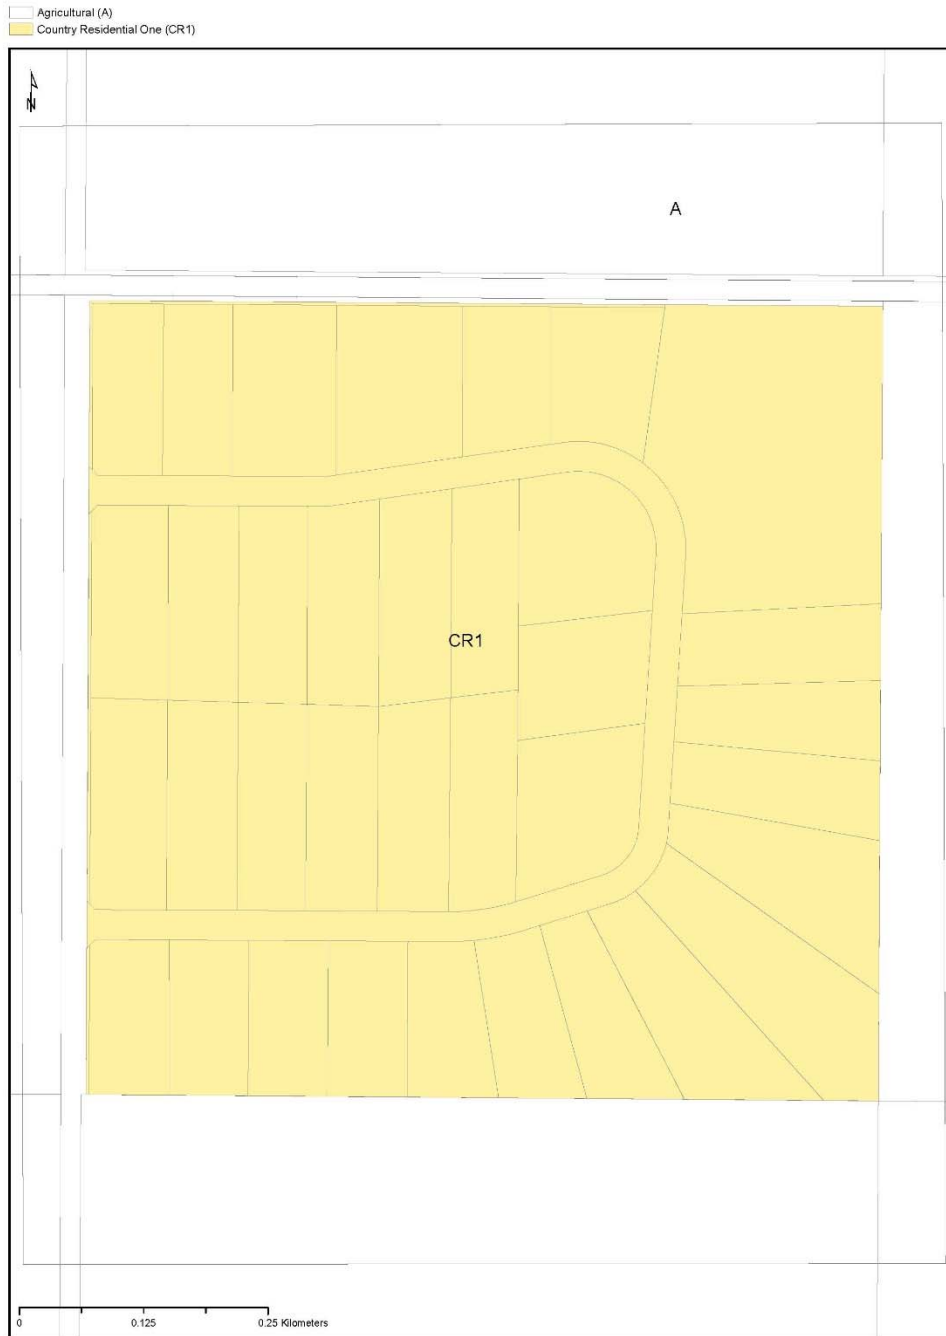 Agricultural (A)
Country Residential One (CR1)
N
A
CR1
0 0.125 0.25 Kilometers